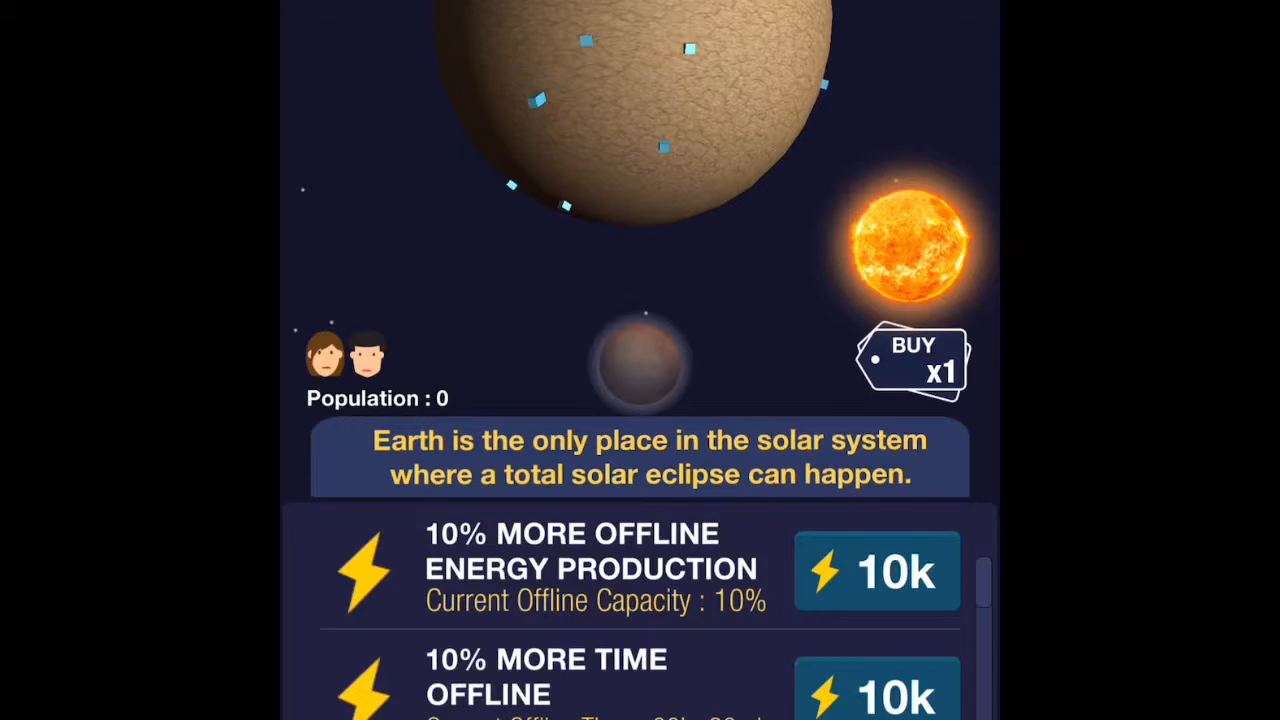 BUY
x1
Population : 0
Earth is the only place in the solar system
where a total solar eclipse can happen.
10% MORE OFFLINE
ENERGY PRODUCTION
Current Offline Capacity : 10%
10k
10% MORE TIME
OFFLINE
10k